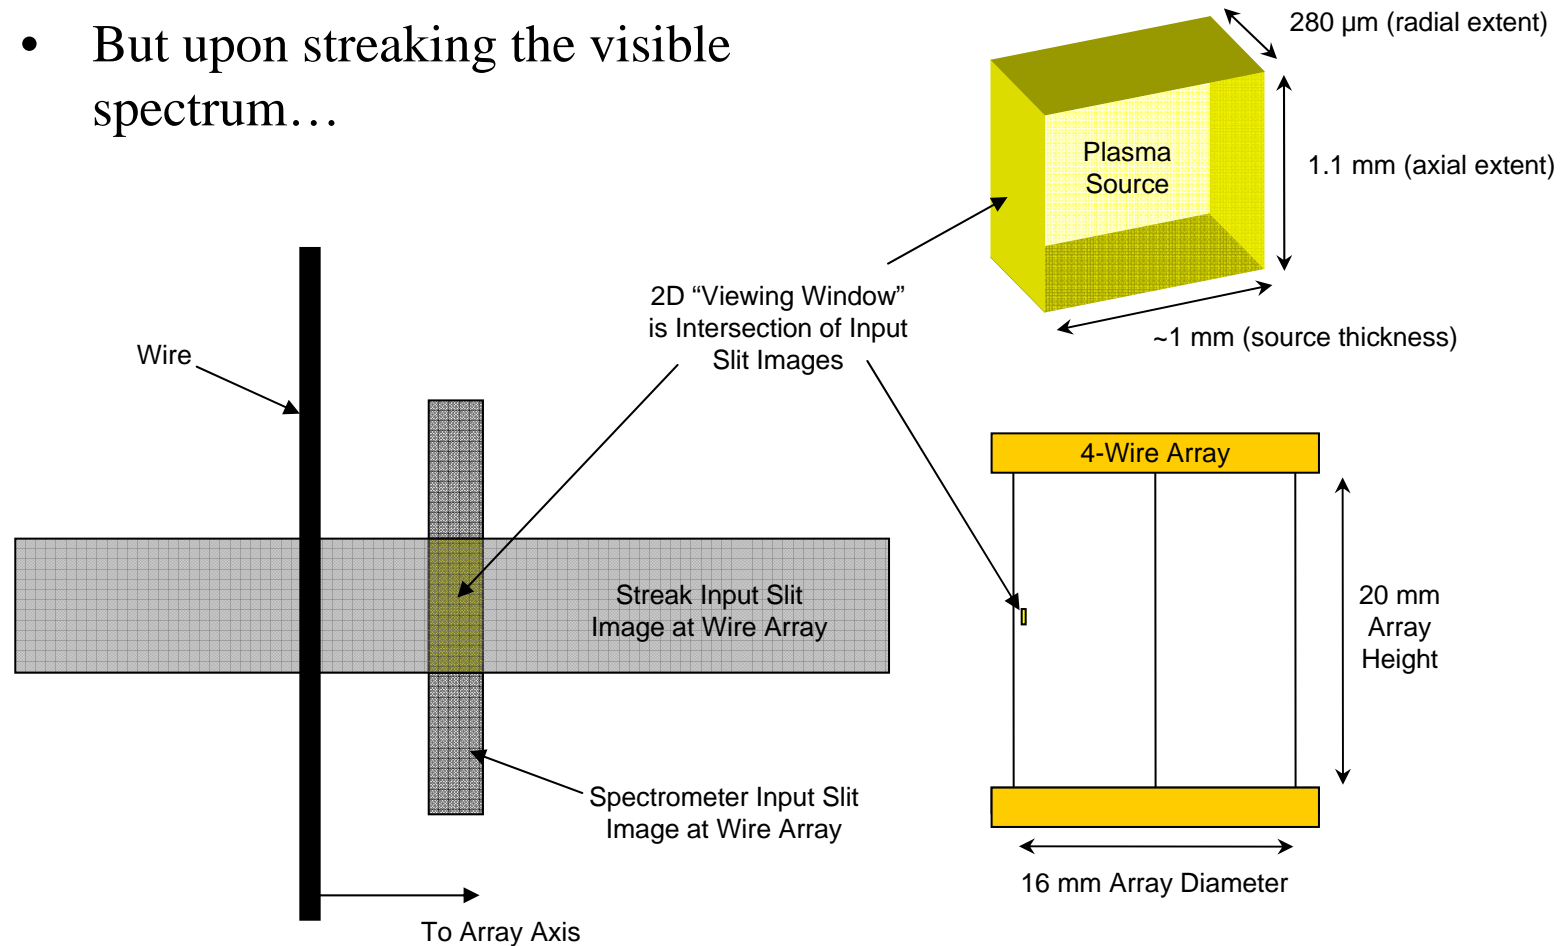 • But upon streaking the visible
spectrum…
280 µm (radial extent)
Plasma
Source
1.1 mm (axial extent)
~1 mm (source thickness)
2D “Viewing Window”
is Intersection of Input
Slit Images
Wire
4-Wire Array
Streak Input Slit
Image at Wire Array
20 mm
Array
Height
Spectrometer Input Slit
Image at Wire Array
16 mm Array Diameter
To Array Axis